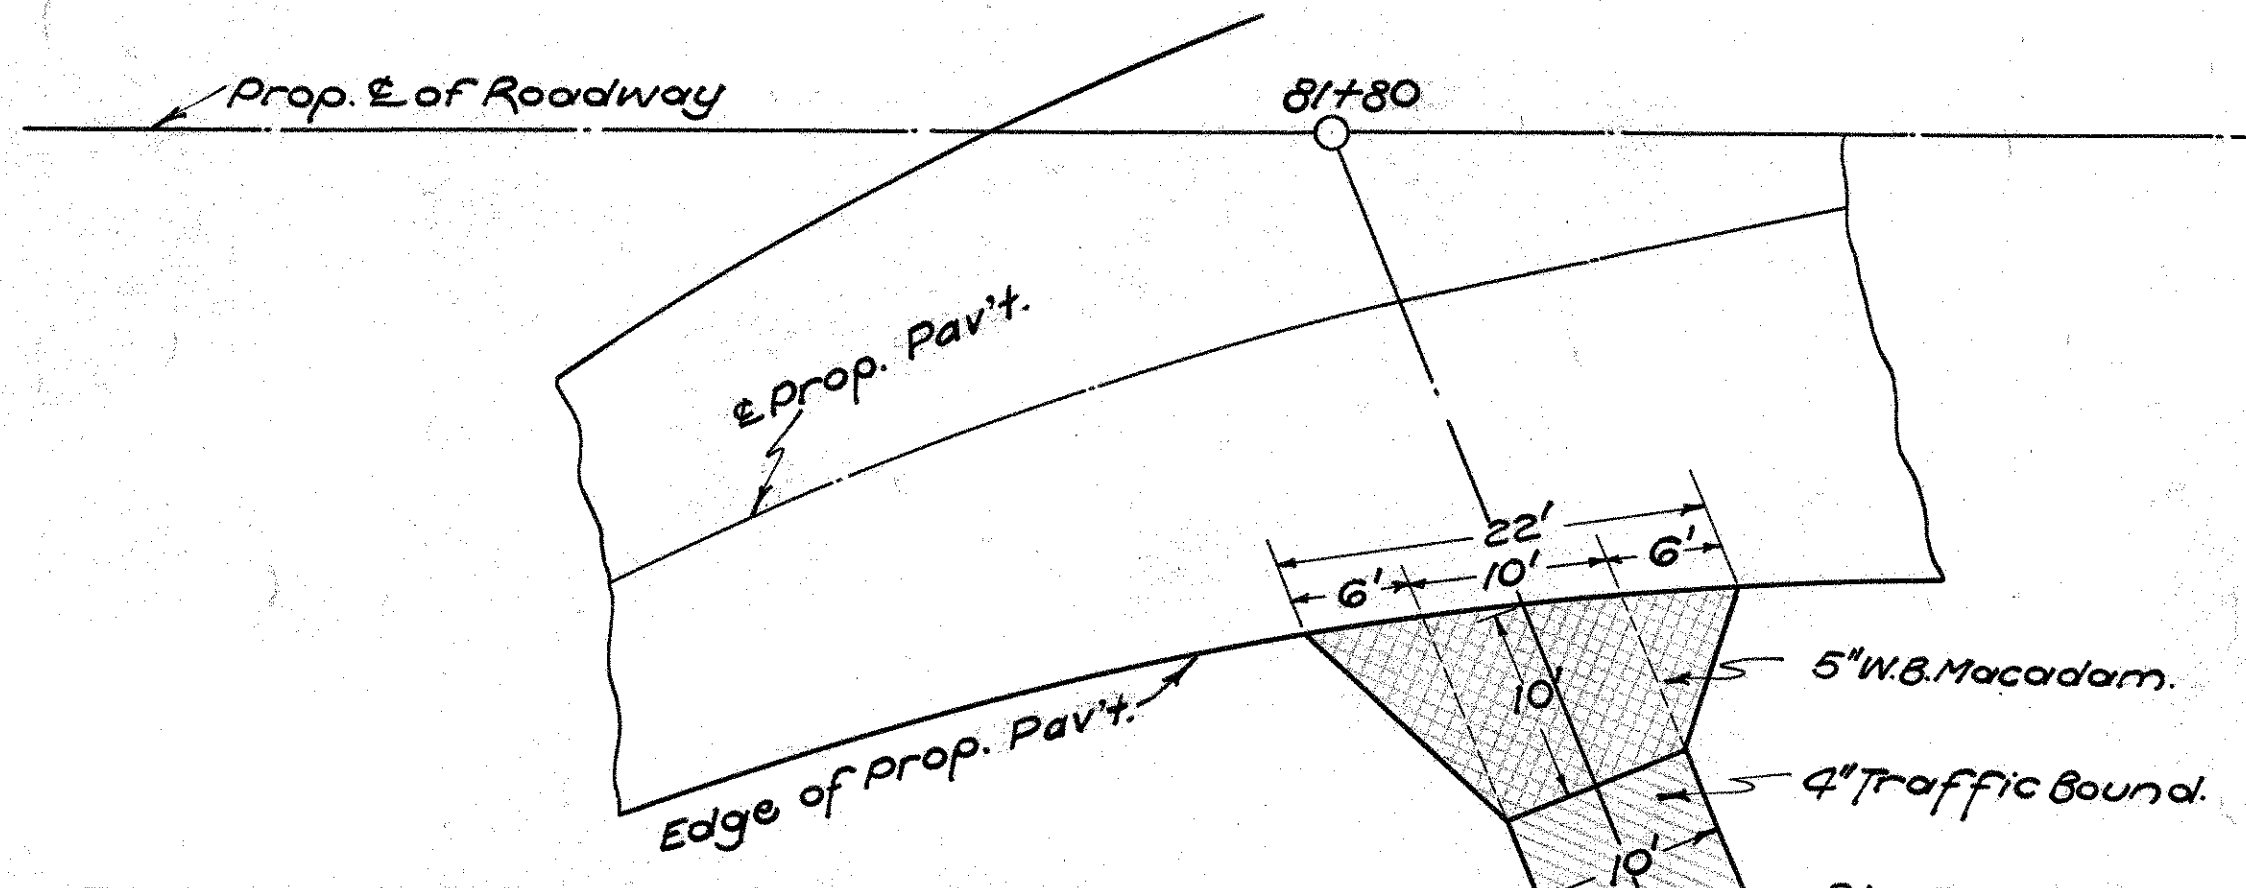 Prop. ℄ of Roadway
81+80
℄ Prop. Pav't.
22'
6' 10' 6'
10'
5" W.B. Macadam.
Edge of Prop. Pav't.
4" Traffic Bound.
10'